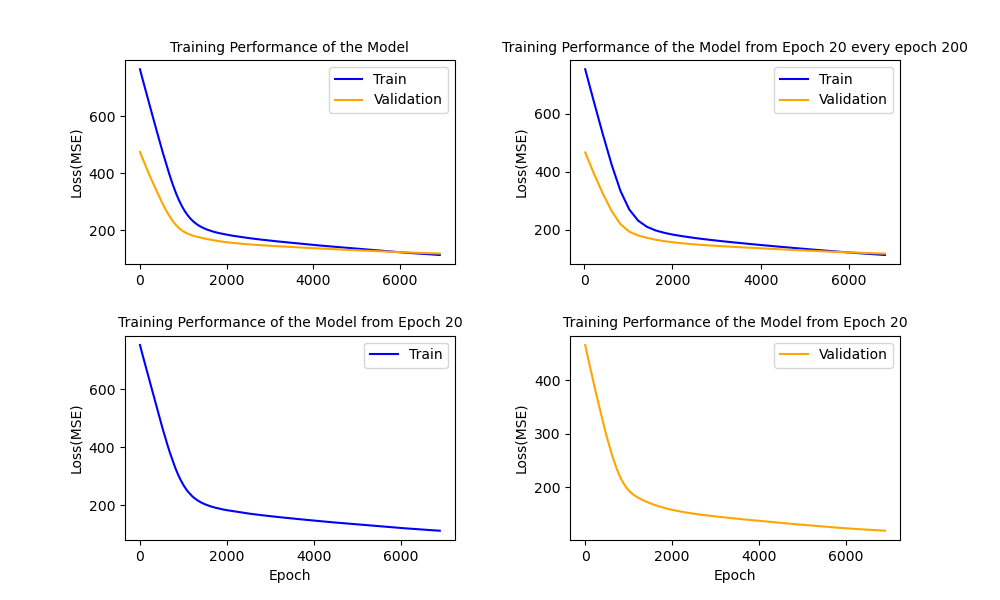 Training Performance of the Model
Loss(MSE)
600
400
200
0 2000 4000 6000
Train
Validation
Training Performance of the Model from Epoch 20 every epoch 200
Loss(MSE)
600
400
200
0 2000 4000 6000
Train
Validation
Training Performance of the Model from Epoch 20
Loss(MSE)
600
400
200
0 2000 4000 6000
Epoch
Train
Training Performance of the Model from Epoch 20
Loss(MSE)
400
300
200
0 2000 4000 6000
Epoch
Validation